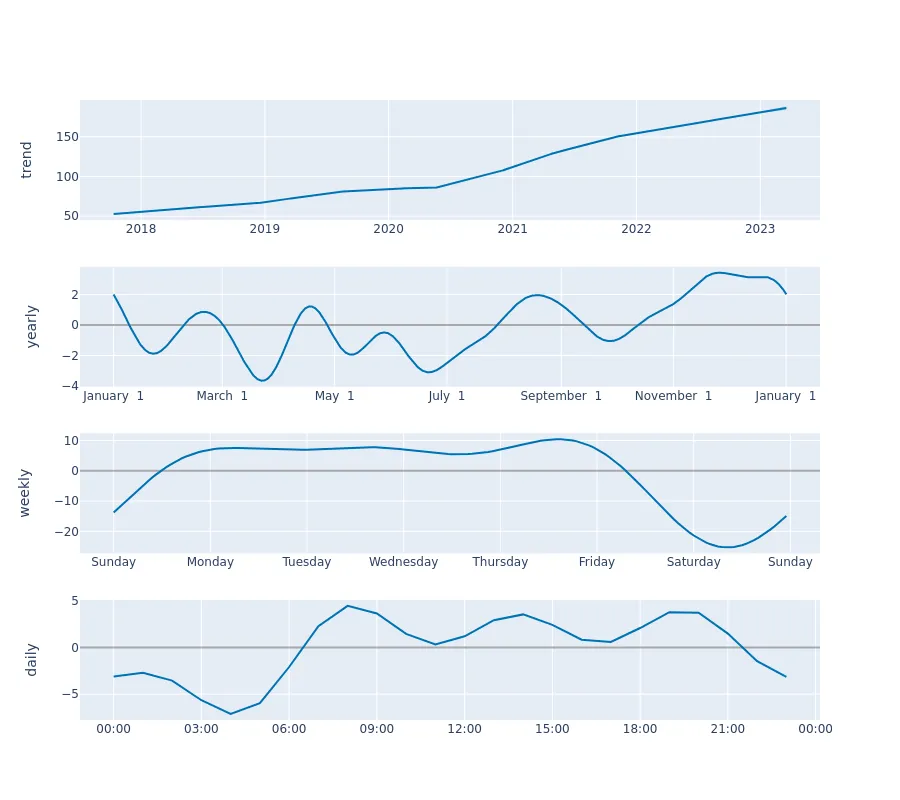 trend
150
100
50
2018 2019 2020 2021 2022 2023
yearly
2
0
−2
−4
January 1 March 1 May 1 July 1 September 1 November 1 January 1
weekly
10
0
−10
−20
Sunday Monday Tuesday Wednesday Thursday Friday Saturday Sunday
daily
5
0
−5
00:00 03:00 06:00 09:00 12:00 15:00 18:00 21:00 00:00